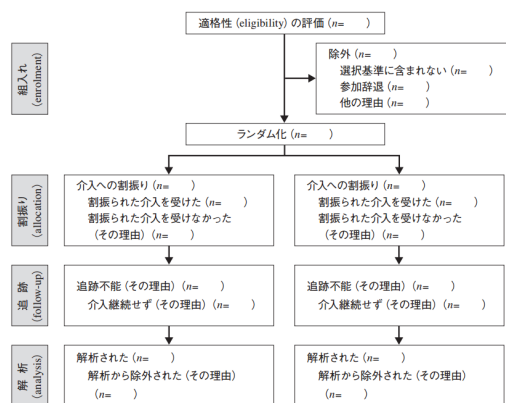 適格性 (eligibility) の評価 (n=　　)
組入れ
(enrolment)
除外 (n=　　)
選択基準に含まれない (n=　　)
参加辞退 (n=　　)
他の理由 (n=　　)
ランダム化 (n=　　)
割振り
(allocation)
介入への割振り (n=　　)
割振られた介入を受けた (n=　　)
割振られた介入を受けなかった
(その理由) (n=　　)
介入への割振り (n=　　)
割振られた介入を受けた (n=　　)
割振られた介入を受けなかった
(その理由) (n=　　)
追 跡
(follow-up)
追跡不能 (その理由) (n=　　)
介入継続せず (その理由) (n=　　)
追跡不能 (その理由) (n=　　)
介入継続せず (その理由) (n=　　)
解 析
(analysis)
解析された (n=　　)
解析から除外された (その理由)
(n=　　)
解析された (n=　　)
解析から除外された (その理由)
(n=　　)